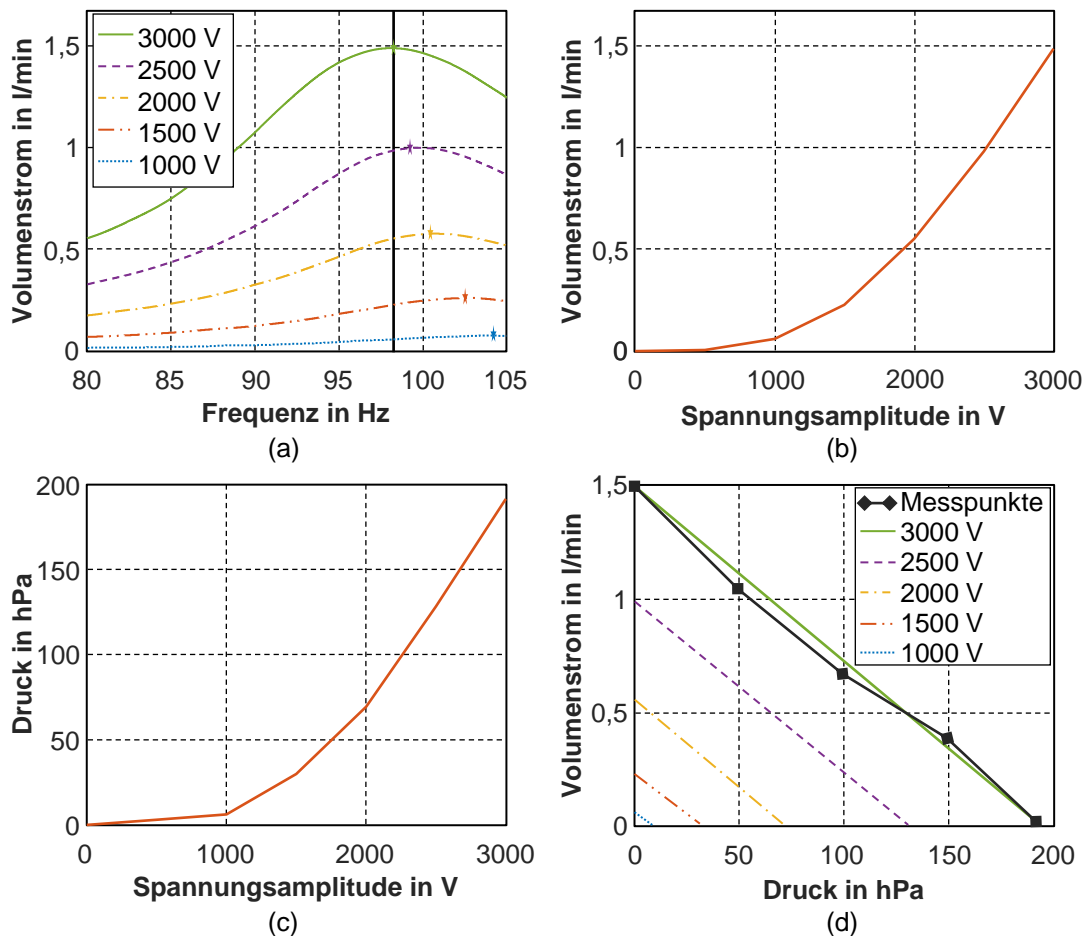 Volumenstrom in l/min
1,5
1
0,5
0
3000 V
2500 V
2000 V
1500 V
1000 V
80 85 90 95 100 105
Frequenz in Hz
(a)
Volumenstrom in l/min
1,5
1
0,5
0
0 1000 2000 3000
Spannungsamplitude in V
(b)
Druck in hPa
200
150
100
50
0
0 1000 2000 3000
Spannungsamplitude in V
(c)
Volumenstrom in l/min
1,5
1
0,5
0
Messpunkte
3000 V
2500 V
2000 V
1500 V
1000 V
0 50 100 150 200
Druck in hPa
(d)